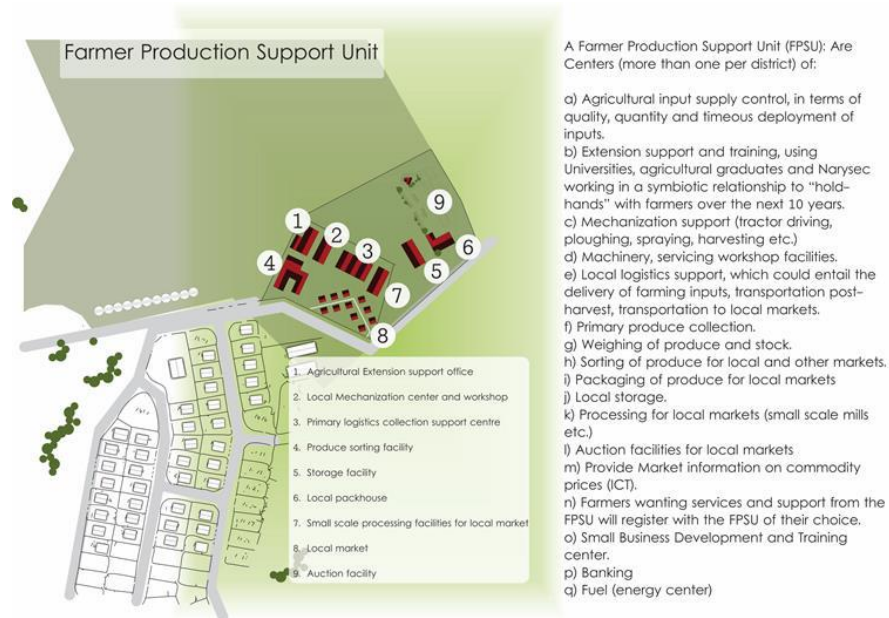 Farmer Production Support Unit
1
2
3
4
5
6
7
8
9
1. Agricultural Extension support office
2. Local Mechanization center and workshop
3. Primary logistics collection support centre
4. Produce sorting facility
5. Storage facility
6. Local packhouse
7. Small scale processing facilities for local market
8. Local market
9. Auction facility
A Farmer Production Support Unit (FPSU): Are
Centers (more than one per district) of:
a) Agricultural input supply control, in terms of
quality, quantity and timeous deployment of
inputs.
b) Extension support and training, using
Universities, agricultural graduates and Narysec
working in a symbiotic relationship to “hold-
hands” with farmers over the next 10 years.
c) Mechanization support (tractor driving,
ploughing, spraying, harvesting etc.)
d) Machinery, servicing workshop facilities.
e) Local logistics support, which could entail the
delivery of farming inputs, transportation post-
harvest, transportation to local markets.
f) Primary produce collection.
g) Weighing of produce and stock.
h) Sorting of produce for local and other markets.
i) Packaging of produce for local markets
j) Local storage.
k) Processing for local markets (small scale mills
etc.)
l) Auction facilities for local markets
m) Provide Market information on commodity
prices (ICT).
n) Farmers wanting services and support from the
FPSU will register with the FPSU of their choice.
o) Small Business Development and Training
center.
p) Banking
q) Fuel (energy center)